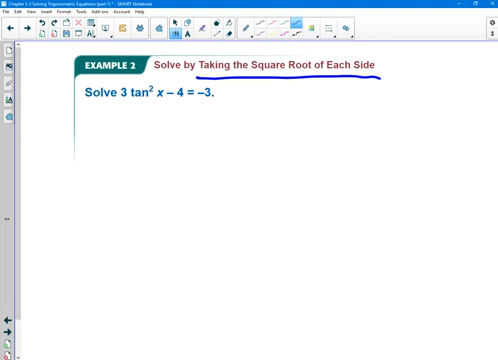 Chapter 5-3 Solving Trigonometric Equations (part 1) * - SMART Notebook
File Edit View Insert Format Tools Add-ons Account Help
EXAMPLE 2 Solve by Taking the Square Root of Each Side
Solve 3 tan² x – 4 = –3.